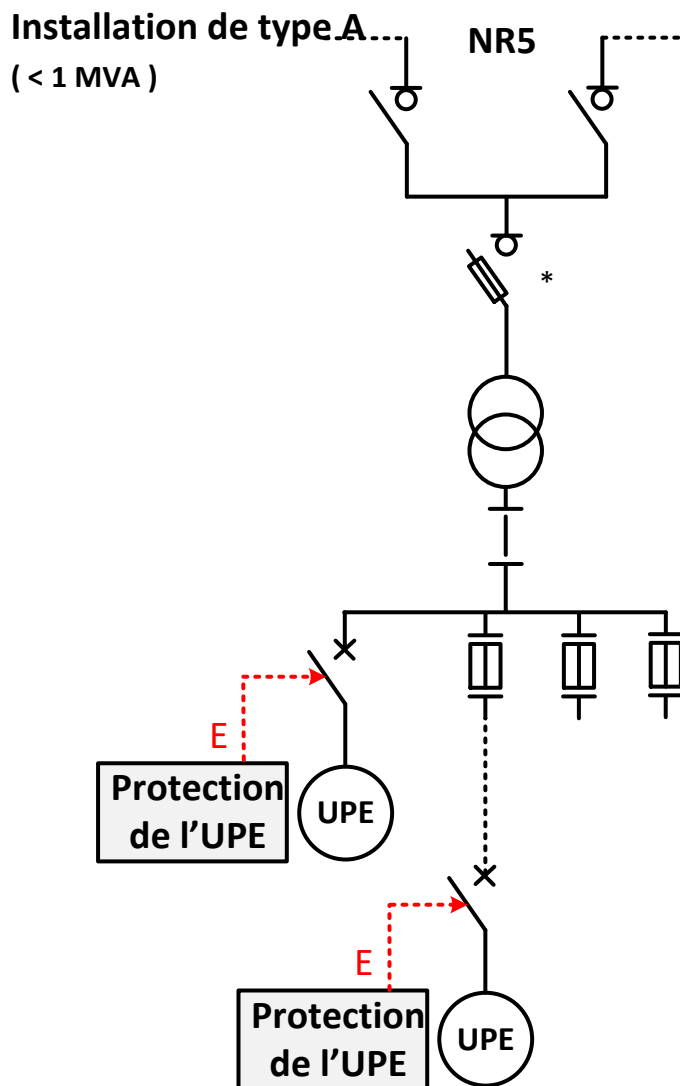 Installation de type A
NR5
( < 1 MVA )
*
E
Protection
de l’UPE
UPE
E
Protection
de l’UPE
UPE